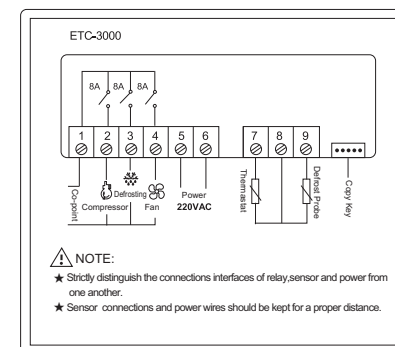 ETC-3000
8A 8A 8A
1 2 3 4 5 6 7 8 9
Co-point
Compressor
Defrosting
Fan
Power
220VAC
Thermastat
Defrost Probe
Copy Key
! NOTE:
★ Strictly distinguish the connections interfaces of relay,sensor and power from
one another.
★ Sensor connections and power wires should be kept for a proper distance.